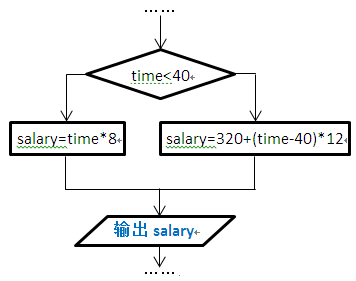 ……
time<40
salary=time*8
salary=320+(time-40)*12
输出 salary
……